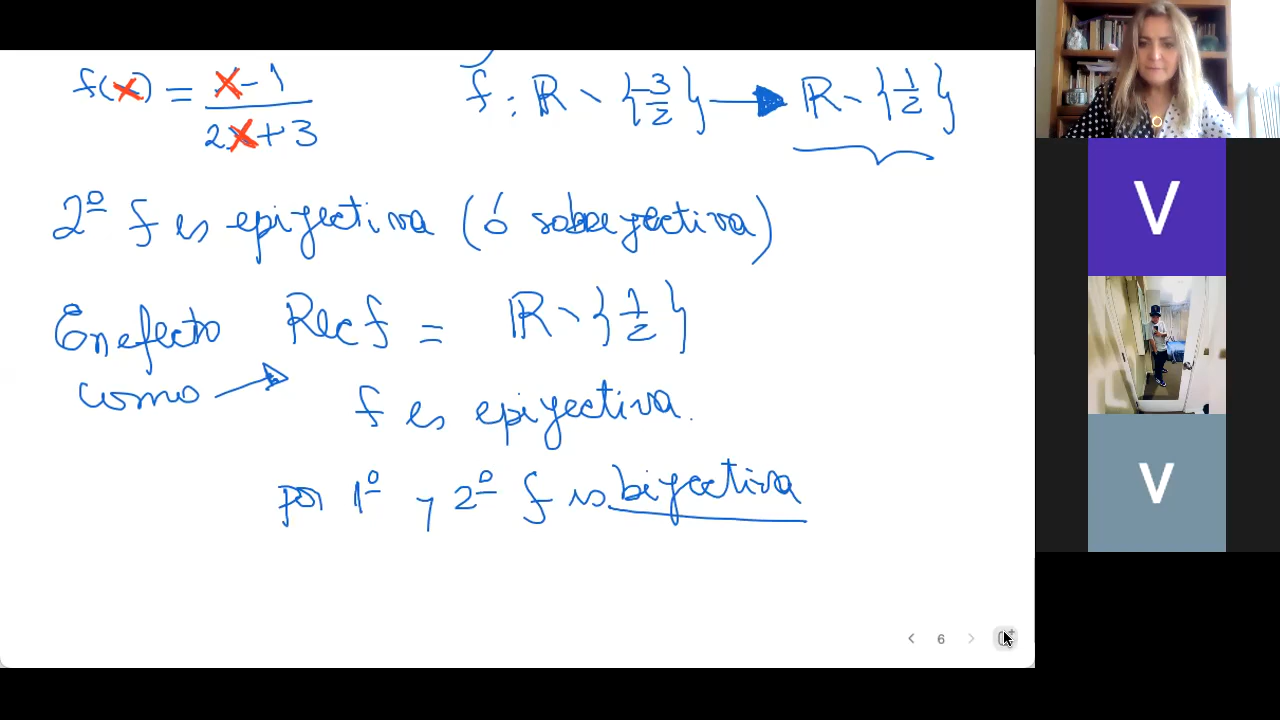 f(x) = x-1 / 2x+3    f : ℝ \ {-3/2} → ℝ \ {1/2}
2º f es epiyectiva (ó sobreyectiva)
En efecto Rec f = ℝ \ {1/2}
como →
f es epiyectiva.
por 1º y 2º f es biyectiva
6
V
V